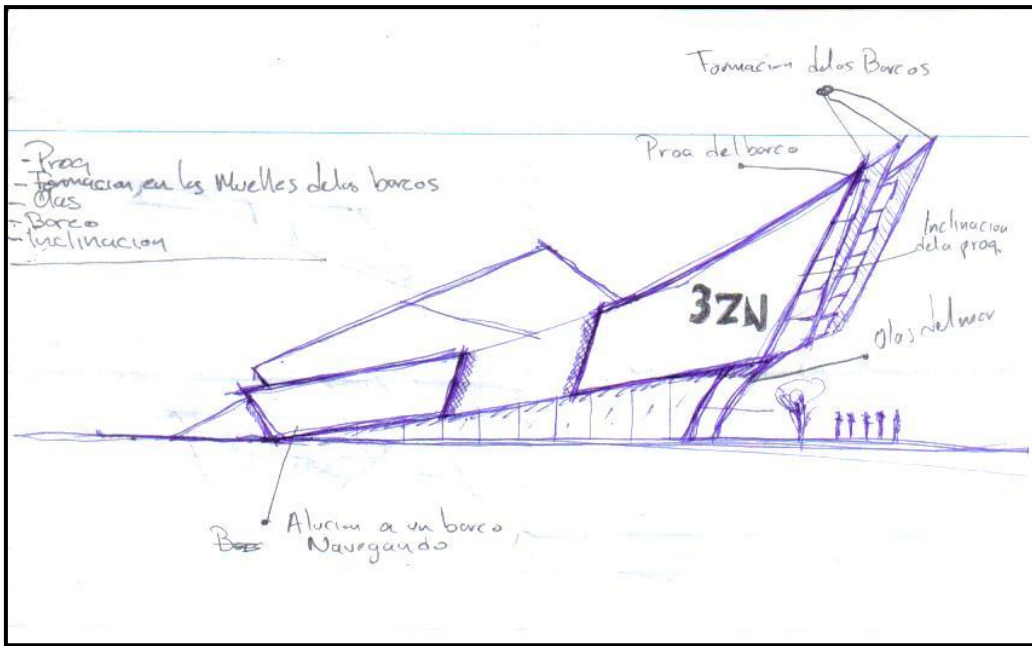 Formacion delos Barcos
Proa del barco
- Proa
- Formacion en los Muelles delos barcos
- Olas
- Barco
- Inclinacion
Inclinacion
dela proa.
3ZN
Olas del mar
Alucion a un barco,
Navegando